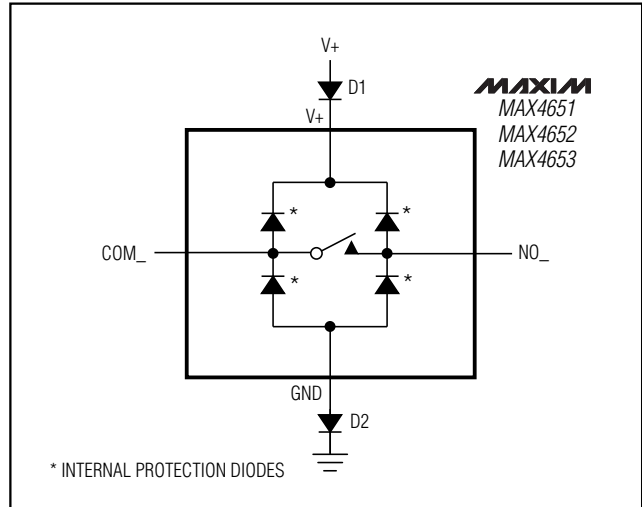 V+
D1
MAXIM
MAX4651
MAX4652
MAX4653
V+
*
*
COM_
NO_
*
*
GND
D2
* INTERNAL PROTECTION DIODES